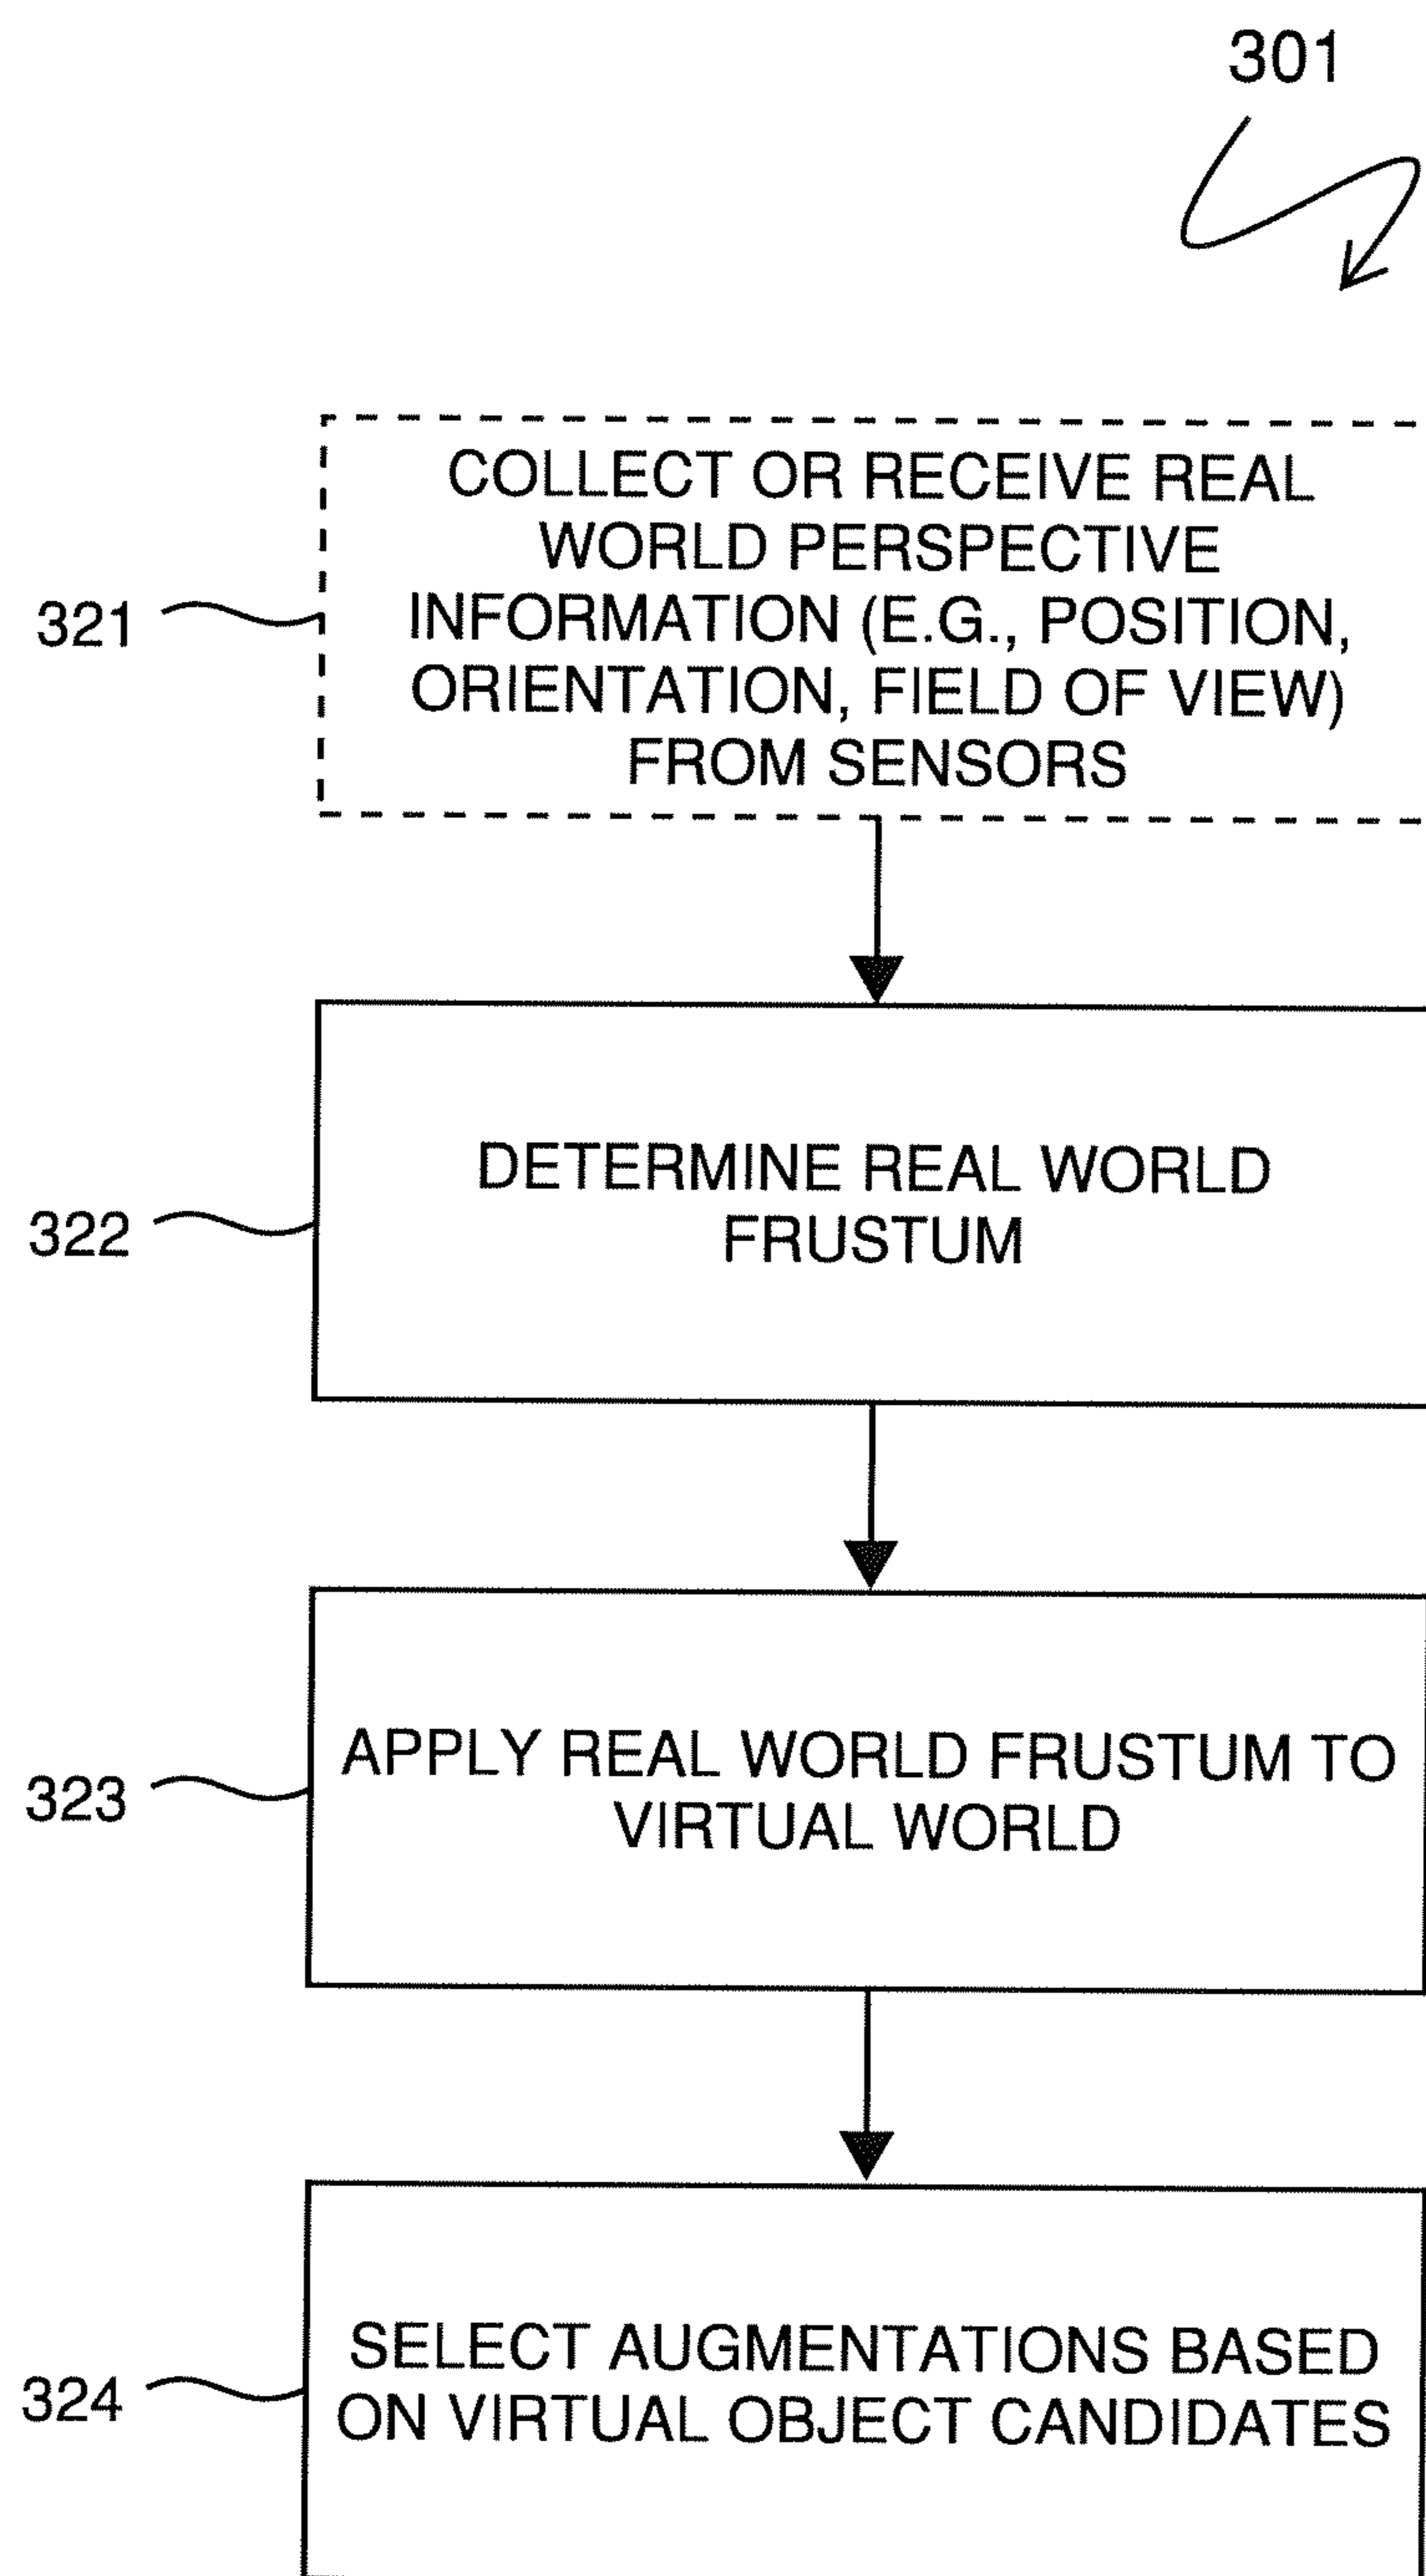 301
COLLECT OR RECEIVE REAL
WORLD PERSPECTIVE
INFORMATION (E.G., POSITION,
ORIENTATION, FIELD OF VIEW)
FROM SENSORS
321
DETERMINE REAL WORLD
FRUSTUM
322
APPLY REAL WORLD FRUSTUM TO
VIRTUAL WORLD
323
SELECT AUGMENTATIONS BASED
ON VIRTUAL OBJECT CANDIDATES
324